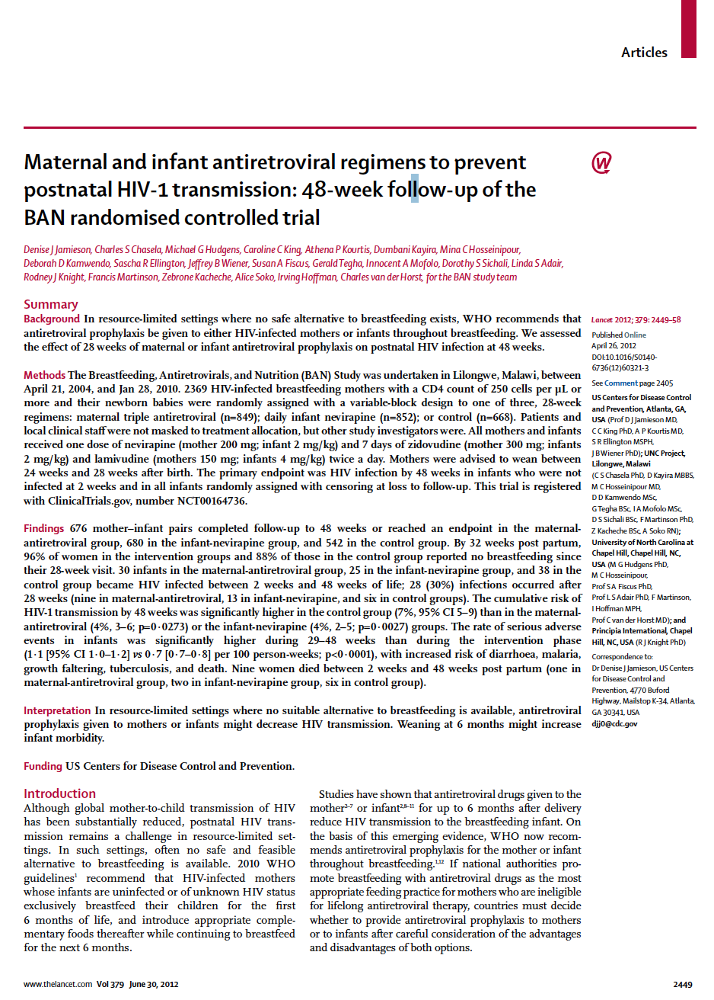 Articles
Maternal and infant antiretroviral regimens to prevent
postnatal HIV-1 transmission: 48-week follow-up of the
BAN randomised controlled trial
Denise J Jamieson, Charles S Chasela, Michael G Hudgens, Caroline C King, Athena P Kourtis, Dumbani Kayira, Mina C Hosseinipour,
Deborah D Kamwendo, Sascha R Ellington, Jeffrey B Wiener, Susan A Fiscus, Gerald Tegha, Innocent A Mofolo, Dorothy S Sichali, Linda S Adair,
Rodney J Knight, Francis Martinson, Zebrone Kacheche, Alice Soko, Irving Hoffman, Charles van der Horst, for the BAN study team
Summary
Background In resource-limited settings where no safe alternative to breastfeeding exists, WHO recommends that
antiretroviral prophylaxis be given to either HIV-infected mothers or infants throughout breastfeeding. We assessed
the effect of 28 weeks of maternal or infant antiretroviral prophylaxis on postnatal HIV infection at 48 weeks.
Methods The Breastfeeding, Antiretrovirals, and Nutrition (BAN) Study was undertaken in Lilongwe, Malawi, between
April 21, 2004, and Jan 28, 2010. 2369 HIV-infected breastfeeding mothers with a CD4 count of 250 cells per μL or
more and their newborn babies were randomly assigned with a variable-block design to one of three, 28-week
regimens: maternal triple antiretroviral (n=849); daily infant nevirapine (n=852); or control (n=668). Patients and
local clinical staff were not masked to treatment allocation, but other study investigators were. All mothers and infants
received one dose of nevirapine (mother 200 mg; infant 2 mg/kg) and 7 days of zidovudine (mother 300 mg; infants
2 mg/kg) and lamivudine (mothers 150 mg; infants 4 mg/kg) twice a day. Mothers were advised to wean between
24 weeks and 28 weeks after birth. The primary endpoint was HIV infection by 48 weeks in infants who were not
infected at 2 weeks and in all infants randomly assigned with censoring at loss to follow-up. This trial is registered
with ClinicalTrials.gov, number NCT00164736.
Findings 676 mother–infant pairs completed follow-up to 48 weeks or reached an endpoint in the maternal-
antiretroviral group, 680 in the infant-nevirapine group, and 542 in the control group. By 32 weeks post partum,
96% of women in the intervention groups and 88% of those in the control group reported no breastfeeding since
their 28-week visit. 30 infants in the maternal-antiretroviral group, 25 in the infant-nevirapine group, and 38 in the
control group became HIV infected between 2 weeks and 48 weeks of life; 28 (30%) infections occurred after
28 weeks (nine in maternal-antiretroviral, 13 in infant-nevirapine, and six in control groups). The cumulative risk of
HIV-1 transmission by 48 weeks was significantly higher in the control group (7%, 95% CI 5–9) than in the maternal-
antiretroviral (4%, 3–6; p=0·0273) or the infant-nevirapine (4%, 2–5; p=0·0027) groups. The rate of serious adverse
events in infants was significantly higher during 29–48 weeks than during the intervention phase
(1·1 [95% CI 1·0–1·2] vs 0·7 [0·7–0·8] per 100 person-weeks; p<0·0001), with increased risk of diarrhoea, malaria,
growth faltering, tuberculosis, and death. Nine women died between 2 weeks and 48 weeks post partum (one in
maternal-antiretroviral group, two in infant-nevirapine group, six in control group).
Interpretation In resource-limited settings where no suitable alternative to breastfeeding is available, antiretroviral
prophylaxis given to mothers or infants might decrease HIV transmission. Weaning at 6 months might increase
infant morbidity.
Funding US Centers for Disease Control and Prevention.
Introduction
Although global mother-to-child transmission of HIV
has been substantially reduced, postnatal HIV trans-
mission remains a challenge in resource-limited set-
tings. In such settings, often no safe and feasible
alternative to breastfeeding is available. 2010 WHO
guidelines1 recommend that HIV-infected mothers
whose infants are uninfected or of unknown HIV status
exclusively breastfeed their children for the first
6 months of life, and introduce appropriate comple-
mentary foods thereafter while continuing to breastfeed
for the next 6 months.
Studies have shown that antiretroviral drugs given to the
mother2–7 or infant2,8–11 for up to 6 months after delivery
reduce HIV transmission to the breastfeeding infant. On
the basis of this emerging evidence, WHO now recom-
mends antiretroviral prophylaxis for the mother or infant
throughout breastfeeding.1,12 If national authorities pro-
mote breastfeeding with antiretroviral drugs as the most
appropriate feeding practice for mothers who are ineligible
for lifelong antiretroviral therapy, countries must decide
whether to provide antiretroviral prophylaxis to mothers
or to infants after careful consideration of the advantages
and disadvantages of both options.
W
Lancet 2012; 379: 2449–58
Published Online
April 26, 2012
DOI:10.1016/S0140-
6736(12)60321-3
See Comment page 2405
US Centers for Disease Control
and Prevention, Atlanta, GA,
USA (Prof D J Jamieson MD,
C C King PhD, A P Kourtis MD,
S R Ellington MSPH,
J B Wiener PhD); UNC Project,
Lilongwe, Malawi
(C S Chasela PhD, D Kayira MBBS,
M C Hosseinipour MD,
D D Kamwendo MSc,
G Tegha BSc, I A Mofolo MSc,
D S Sichali BSc, F Martinson PhD,
Z Kacheche BSc, A Soko RN);
University of North Carolina at
Chapel Hill, Chapel Hill, NC,
USA (M G Hudgens PhD,
M C Hosseinipour,
Prof S A Fiscus PhD,
Prof L S Adair PhD, F Martinson,
I Hoffman MPH,
Prof C van der Horst MD); and
Principia International, Chapel
Hill, NC, USA (R J Knight PhD)
Correspondence to:
Dr Denise J Jamieson, US Centers
for Disease Control and
Prevention, 4770 Buford
Highway, Mailstop K-34, Atlanta,
GA 30341, USA
djj0@cdc.gov
www.thelancet.com Vol 379 June 30, 2012
2449